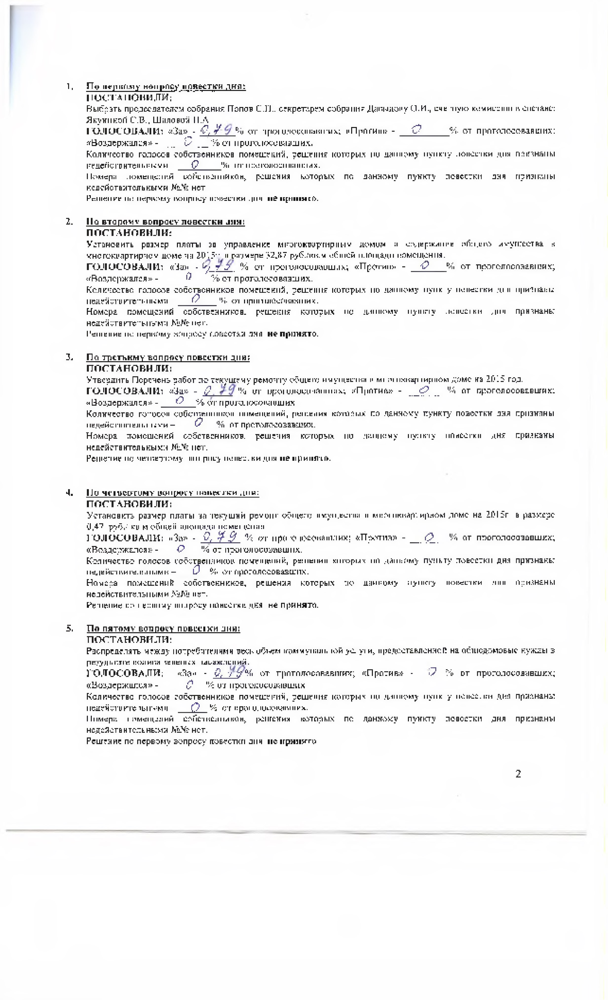 1. По первому вопросу повестки дня:
ПОСТАНОВИЛИ:
Выбрать председателем собрания Попов С.П., секретарем собрания Давыдову О.И., счетную комиссии в составе:
Якуниной С.В., Шиловой Н.А
ГОЛОСОВАЛИ: «За» - 0,79 % от проголосовавших; «Против» - 0 % от проголосовавших;
«Воздержался» - 0 % от проголосовавших.
Количество голосов собственников помещений, решения которых по данному пункту повестки дня признаны
недействительными 0 % от проголосовавших.
Номера помещений собственников, решения которых по данному пункту повестки дня признаны
недействительными №№ нет
Решение по первому вопросу повестки дня не принято.
2. По второму вопросу повестки дня:
ПОСТАНОВИЛИ:
Установить размер платы за управление многоквартирным домом и содержание общего имущества в
многоквартирном доме на 2015г. в размере 32,87 руб./кв.м общей площади помещения.
ГОЛОСОВАЛИ: «За» - 0,79 % от проголосовавших; «Против» - 0 % от проголосовавших;
«Воздержался» - 0 % от проголосовавших.
Количество голосов собственников помещений, решения которых по данному пункту повестки дня признаны
недействительными 0 % от проголосовавших.
Номера помещений собственников, решения которых по данному пункту повестки дня признаны
недействительными №№ нет.
Решение по первому вопросу повестки дня не принято.
3. По третьему вопросу повестки дня:
ПОСТАНОВИЛИ:
Утвердить Перечень работ по текущему ремонту общего имущества в многоквартирном доме на 2015 год.
ГОЛОСОВАЛИ: «За» - 0,79 % от проголосовавших; «Против» - 0 % от проголосовавших;
«Воздержался» - 0 % от проголосовавших
Количество голосов собственников помещений, решения которых по данному пункту повестки дня признаны
недействительными – 0 % от проголосовавших.
Номера помещений собственников, решения которых по данному пункту повестки дня признаны
недействительными №№ нет.
Решение по четвертому вопросу повестки дня не принято.
4. По четвертому вопросу повестки дня:
ПОСТАНОВИЛИ:
Установить размер платы за текущий ремонт общего имущества в многоквартирном доме на 2015г в размере
0,47 руб./ кв м общей площади помещения
ГОЛОСОВАЛИ: «За» - 0,79 % от проголосовавших; «Против» - 0 % от проголосовавших;
«Воздержался» - 0 % от проголосовавших.
Количество голосов собственников помещений, решения которых по данному пункту повестки дня признаны
недействительными – 0 % от проголосовавших.
Номера помещений собственников, решения которых по данному пункту повестки дня признаны
недействительными №№ нет.
Решение по первому вопросу повестки дня не принято.
5. По пятому вопросу повестки дня:
ПОСТАНОВИЛИ:
Распределять между потребителями весь объем коммунальной услуги, предоставленной на общедомовые нужды в
результате полива зеленых насаждений.
ГОЛОСОВАЛИ: «За» - 0,79 % от проголосовавших; «Против» - 0 % от проголосовавших;
«Воздержался» - 0 % от проголосовавших
Количество голосов собственников помещений, решения которых по данному пункту повестки дня признаны
недействительными 0 % от проголосовавших.
Номера помещений собственников, решения которых по данному пункту повестки дня признаны
недействительными №№ нет.
Решение по первому вопросу повестки дня не принято
2